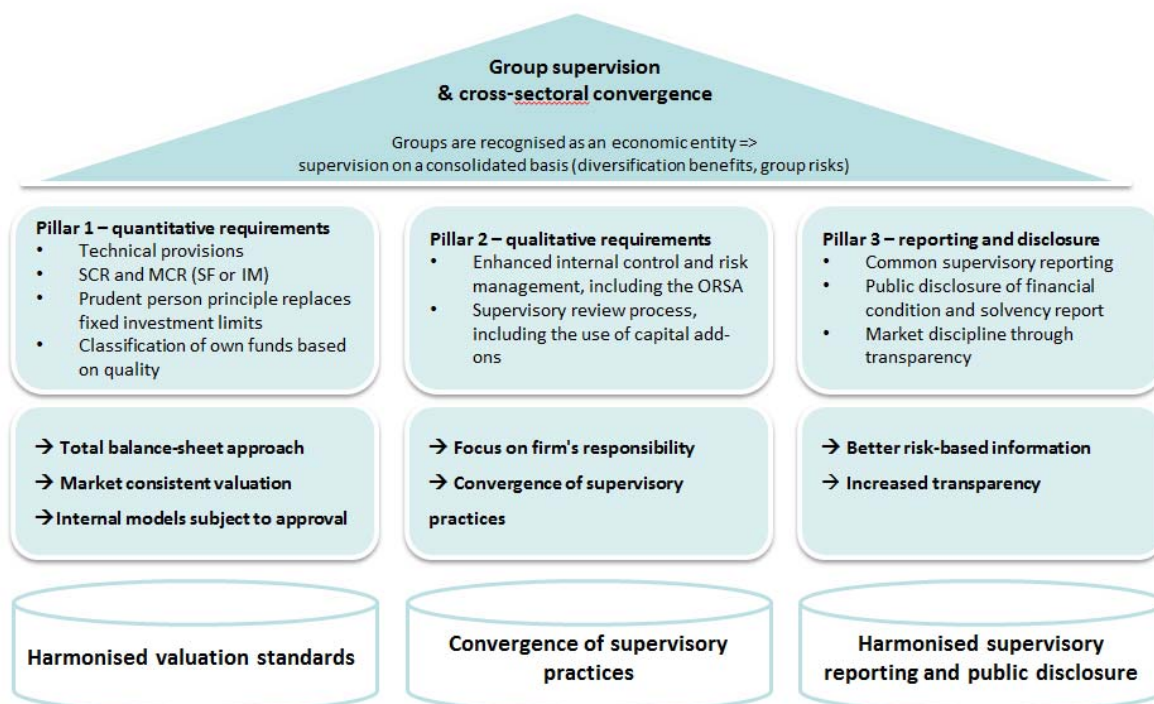 Group supervision
& cross-sectoral convergence
Groups are recognised as an economic entity =>
supervision on a consolidated basis (diversification benefits, group risks)
Pillar 1 – quantitative requirements
• Technical provisions
• SCR and MCR (SF or IM)
• Prudent person principle replaces
fixed investment limits
• Classification of own funds based
on quality
Pillar 2 – qualitative requirements
• Enhanced internal control and risk
management, including the ORSA
• Supervisory review process,
including the use of capital add-
ons
Pillar 3 – reporting and disclosure
• Common supervisory reporting
• Public disclosure of financial
condition and solvency report
• Market discipline through
transparency
→ Total balance-sheet approach
→ Market consistent valuation
→Internal models subject to approval
→ Focus on firm's responsibility
→ Convergence of supervisory
practices
→ Better risk-based information
→ Increased transparency
Harmonised valuation standards
Convergence of supervisory
practices
Harmonised supervisory
reporting and public disclosure